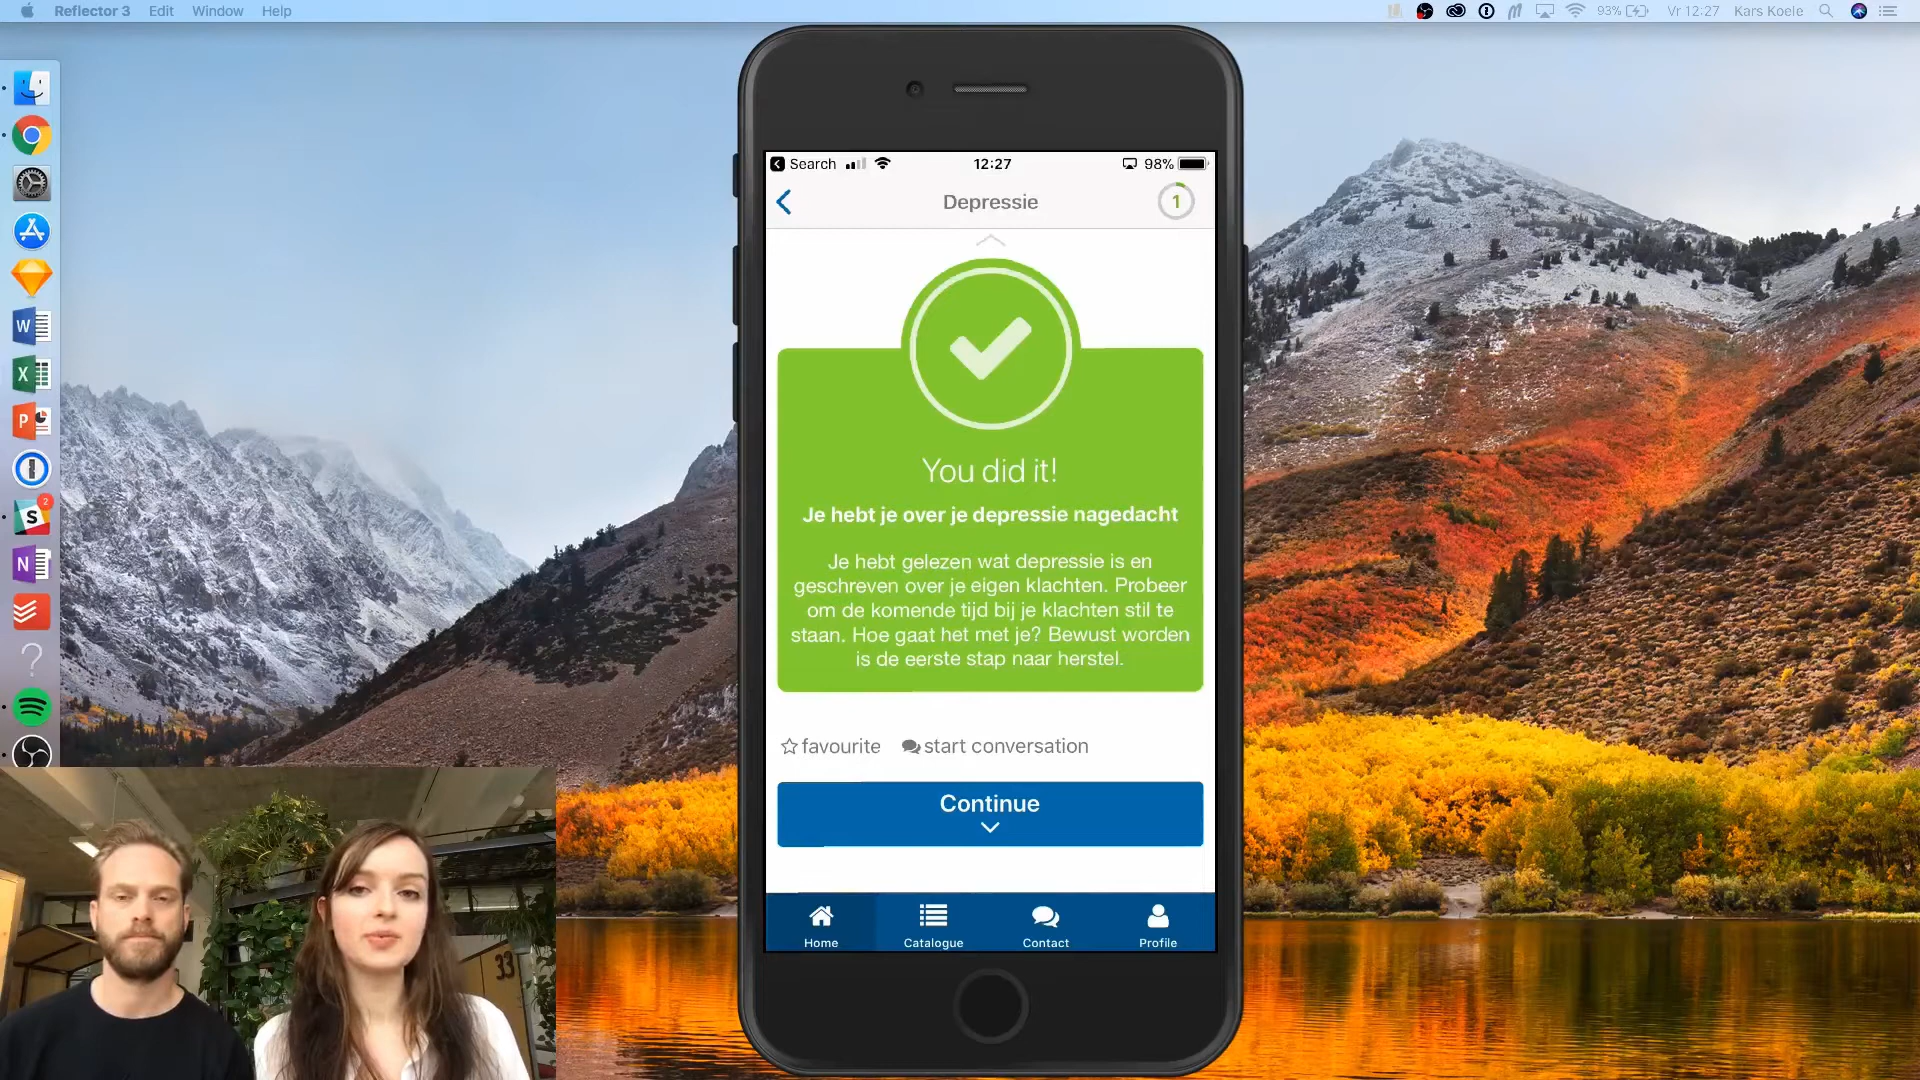 Reflector 3 Edit Window Help
93% Vr 12:27 Kars Koele
Search 12:27 98%
Depressie 1
You did it!
Je hebt je over je depressie nagedacht
Je hebt gelezen wat depressie is en
geschreven over je eigen klachten. Probeer
om de komende tijd bij je klachten stil te
staan. Hoe gaat het met je? Bewust worden
is de eerste stap naar herstel.
favourite start conversation
Continue
Home Catalogue Contact Profile
W
X
P
2
S
N
?
33